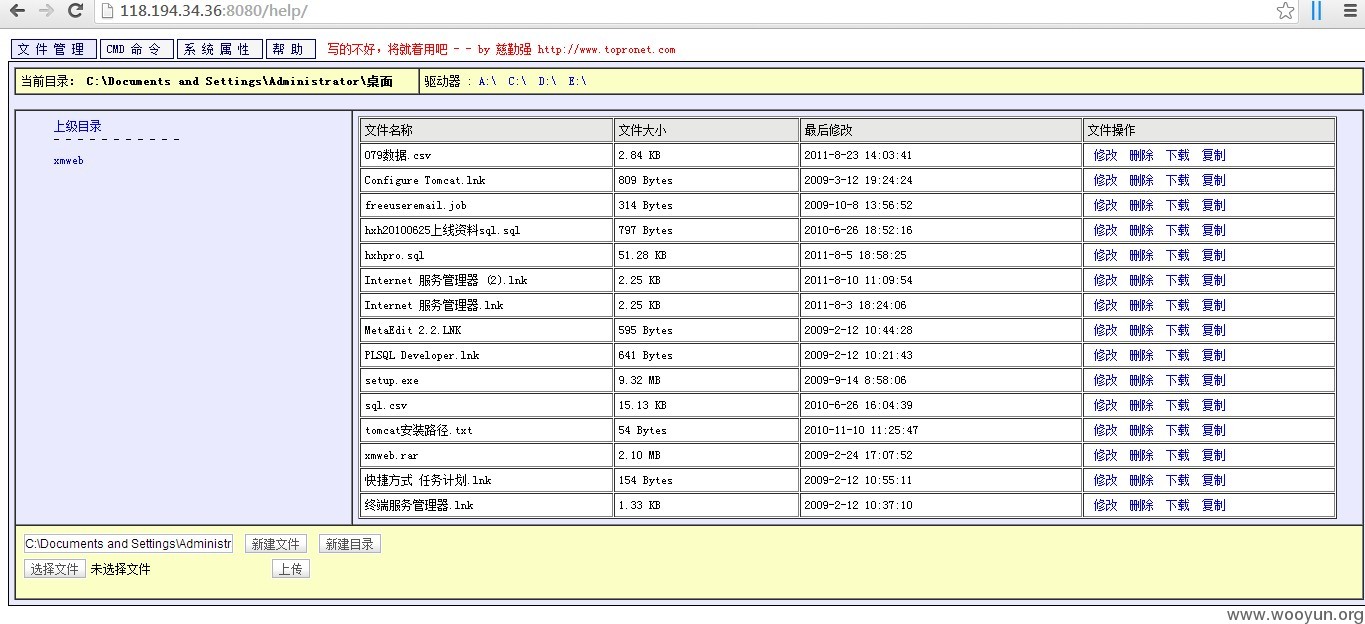 118.194.34.36:8080/help/
文件管理 CMD命令 系统属性 帮助 写的不好，将就着用吧 - - by 慈勤强 http://www.topronet.com
当前目录： C:\Documents and Settings\Administrator\桌面 驱动器 : A:\ C:\ D:\ E:\
上级目录
- - - - - - - - - - - - -
xmweb
文件名称 文件大小 最后修改 文件操作
079数据.csv 2.84 KB 2011-8-23 14:03:41 修改 删除 下载 复制
Configure Tomcat.lnk 809 Bytes 2009-3-12 19:24:24 修改 删除 下载 复制
freeuseremail.job 314 Bytes 2009-10-8 13:56:52 修改 删除 下载 复制
hxh20100625上线资料sql.sql 797 Bytes 2010-6-26 18:52:16 修改 删除 下载 复制
hxhpro.sql 51.28 KB 2011-8-5 18:58:25 修改 删除 下载 复制
Internet 服务管理器 (2).lnk 2.25 KB 2011-8-10 11:09:54 修改 删除 下载 复制
Internet 服务管理器.lnk 2.25 KB 2011-8-3 18:24:06 修改 删除 下载 复制
MetaEdit 2.2.LNK 595 Bytes 2009-2-12 10:44:28 修改 删除 下载 复制
PLSQL Developer.lnk 641 Bytes 2009-2-12 10:21:43 修改 删除 下载 复制
setup.exe 9.32 MB 2009-9-14 8:58:06 修改 删除 下载 复制
sql.csv 15.13 KB 2010-6-26 16:04:39 修改 删除 下载 复制
tomcat安装路径.txt 54 Bytes 2010-11-10 11:25:47 修改 删除 下载 复制
xmweb.rar 2.10 MB 2009-2-24 17:07:52 修改 删除 下载 复制
快捷方式 任务计划.lnk 154 Bytes 2009-2-12 10:55:11 修改 删除 下载 复制
终端服务管理器.lnk 1.33 KB 2009-2-12 10:37:10 修改 删除 下载 复制
C:\Documents and Settings\Administr 新建文件 新建目录
选择文件 未选择文件 上传
www.wooyun.org